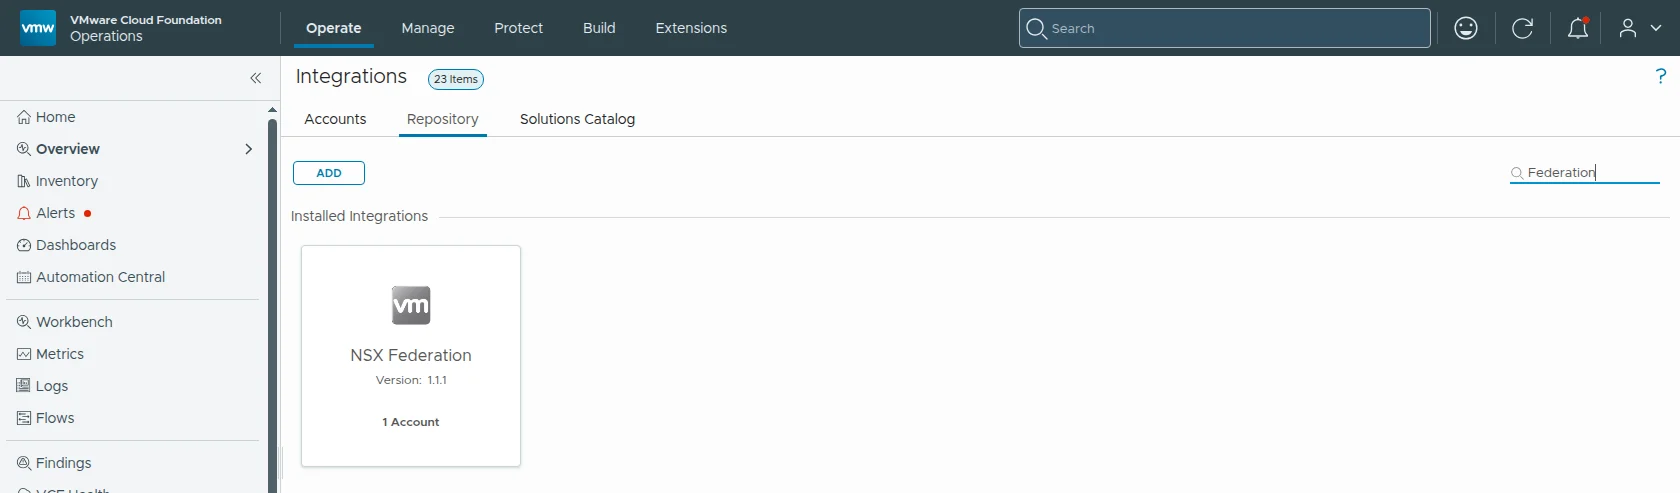 vmw
VMware Cloud Foundation
Operations
Operate
Manage
Protect
Build
Extensions
Search
Integrations
23 Items
?
Accounts
Repository
Solutions Catalog
Home
Overview
Inventory
Alerts
Dashboards
Automation Central
Workbench
Metrics
Logs
Flows
Findings
VCF Health
ADD
Federation
Installed Integrations
vm
NSX Federation
Version: 1.1.1
1 Account